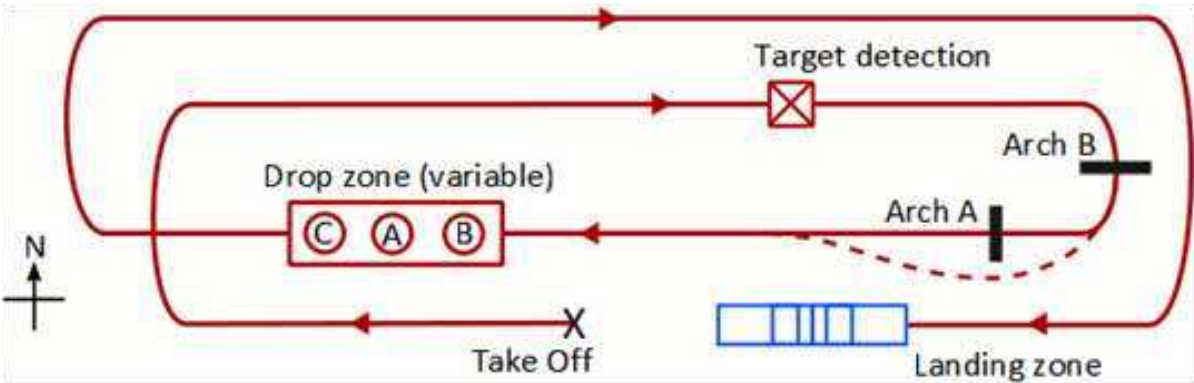 Target detection
Arch B
Drop zone (variable)
Arch A
C A B
N
X
Take Off
Landing zone